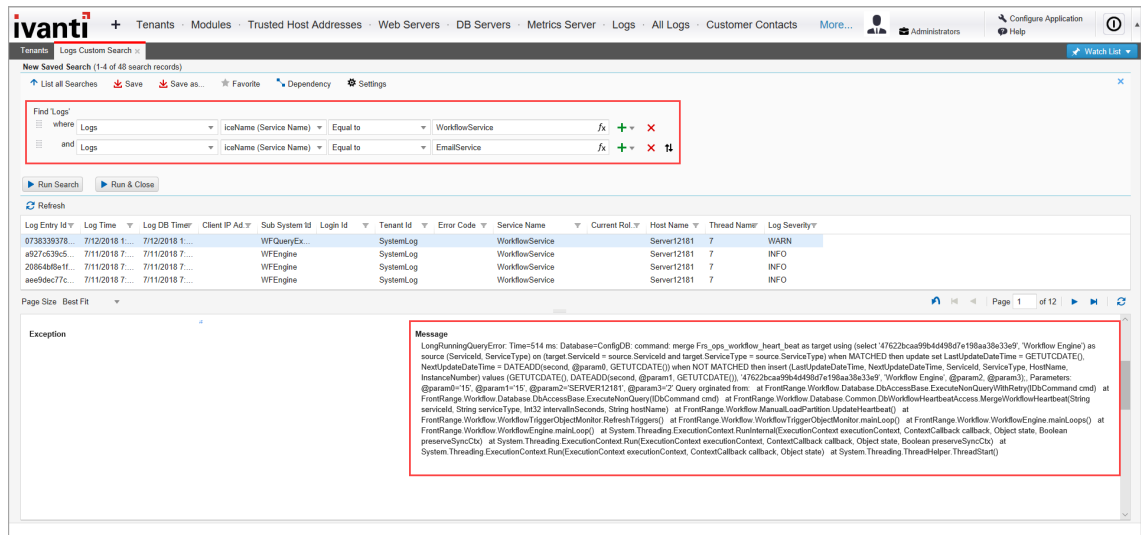 ivanti + Tenants · Modules · Trusted Host Addresses · Web Servers · DB Servers · Metrics Server · Logs · All Logs · Customer Contacts More... Administrators Configure Application
Help
Tenants Logs Custom Search × Watch List
New Saved Search (1-4 of 48 search records)
List all Searches Save Save as... Favorite Dependency Settings
Find 'Logs'
where Logs iceName (Service Name) Equal to WorkflowService fx
and Logs iceName (Service Name) Equal to EmailService fx
Run Search Run & Close
Refresh
Log Entry Id Log Time Log DB Time Client IP Ad. Sub System Id Login Id Tenant Id Error Code Service Name Current Rol. Host Name Thread Name Log Severity
0738339378... 7/12/2018 1:... 7/12/2018 1:... WFQueryEx... SystemLog WorkflowService Server12181 7 WARN
a927c639c5... 7/11/2018 7:... 7/11/2018 7:... WFEngine SystemLog WorkflowService Server12181 7 INFO
20864bf8e1f... 7/11/2018 7:... 7/11/2018 7:... WFEngine SystemLog WorkflowService Server12181 7 INFO
aee9dec77c... 7/11/2018 7:... 7/11/2018 7:... WFEngine SystemLog WorkflowService Server12181 7 INFO
Page Size Best Fit Page 1 of 12
Exception
Message
LongRunningQueryError: Time=514 ms: Database=ConfigDB: command: merge Frs_ops_workflow_heart_beat as target using (select '47622bcaa99b4d498d7e198aa38e33e9', 'Workflow Engine') as
source (ServiceId, ServiceType) on (target.ServiceId = source.ServiceId and target.ServiceType = source.ServiceType) when MATCHED then update set LastUpdateDateTime = GETUTCDATE(),
NextUpdateDateTime = DATEADD(second, @param0, GETUTCDATE()) when NOT MATCHED then insert (LastUpdateDateTime, NextUpdateDateTime, ServiceId, ServiceType, HostName,
InstanceNumber) values (GETUTCDATE(), DATEADD(second, @param1, GETUTCDATE()), '47622bcaa99b4d498d7e198aa38e33e9', 'Workflow Engine', @param2, @param3);, Parameters:
@param0='15', @param1='15', @param2='SERVER12181', @param3='2' Query orginated from: at FrontRange.Workflow.Database.DbAccessBase.ExecuteNonQueryWithRetry(IDbCommand cmd) at
FrontRange.Workflow.Database.DbAccessBase.ExecuteNonQuery(IDbCommand cmd) at FrontRange.Workflow.Database.Common.DbWorkflowHeartbeatAccess.MergeWorkflowHeartbeat(String
serviceId, String serviceType, Int32 intervalInSeconds, String hostName) at FrontRange.Workflow.ManualLoadPartition.UpdateHeartbeat() at
FrontRange.Workflow.WorkflowTriggerObjectMonitor.RefreshTriggers() at FrontRange.Workflow.WorkflowTriggerObjectMonitor.mainLoop() at FrontRange.Workflow.WorkflowEngine.mainLoops() at
FrontRange.Workflow.WorkflowEngine.mainLoop() at System.Threading.ExecutionContext.RunInternal(ExecutionContext executionContext, ContextCallback callback, Object state, Boolean
preserveSyncCtx) at System.Threading.ExecutionContext.Run(ExecutionContext executionContext, ContextCallback callback, Object state, Boolean preserveSyncCtx) at
System.Threading.ExecutionContext.Run(ExecutionContext executionContext, ContextCallback callback, Object state) at System.Threading.ThreadHelper.ThreadStart()